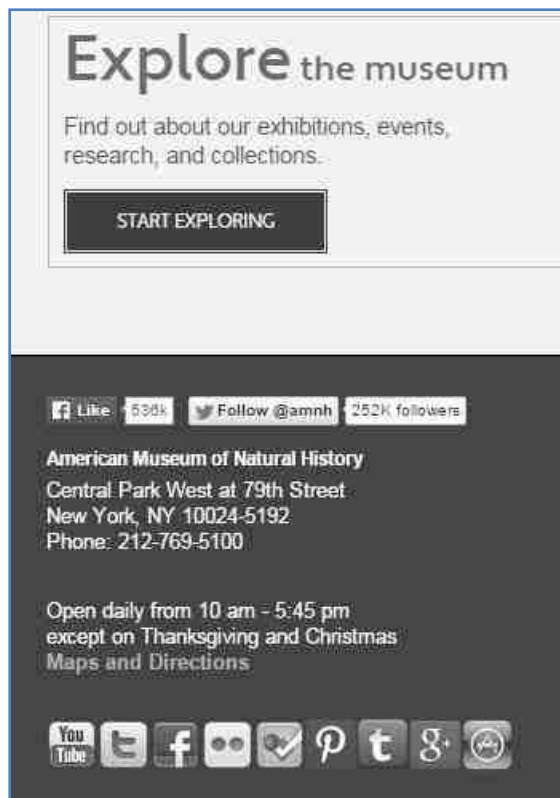 Explore the museum
Find out about our exhibitions, events,
research, and collections.
START EXPLORING
Like 536k Follow @amnh 252K followers
American Museum of Natural History
Central Park West at 79th Street
New York, NY 10024-5192
Phone: 212-769-5100
Open daily from 10 am - 5:45 pm
except on Thanksgiving and Christmas
Maps and Directions
You
Tube